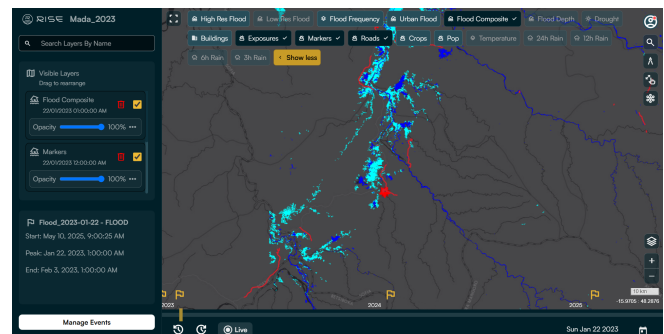 RISE Mada_2023
Search Layers By Name
Visible Layers
Drag to rearrange
Flood Composite
22/01/2023 01:00:00 AM
Opacity 100%
Markers
22/01/2023 12:00:00 AM
Opacity 100%
Flood_2023-01-22 - FLOOD
Start: May 10, 2025, 9:00:25 AM
Peak: Jan 22, 2023, 1:00:00 AM
End: Feb 3, 2023, 1:00:00 AM
Manage Events
High Res Flood Low Res Flood Flood Frequency Urban Flood Flood Composite Flood Depth Drought
Buildings Exposures Markers Roads Crops Pop Temperature 24h Rain 12h Rain
6h Rain 3h Rain Show less
10 km
-15.9705 : 48.2876
2023 2024 2025
Live Sun Jan 22 2023